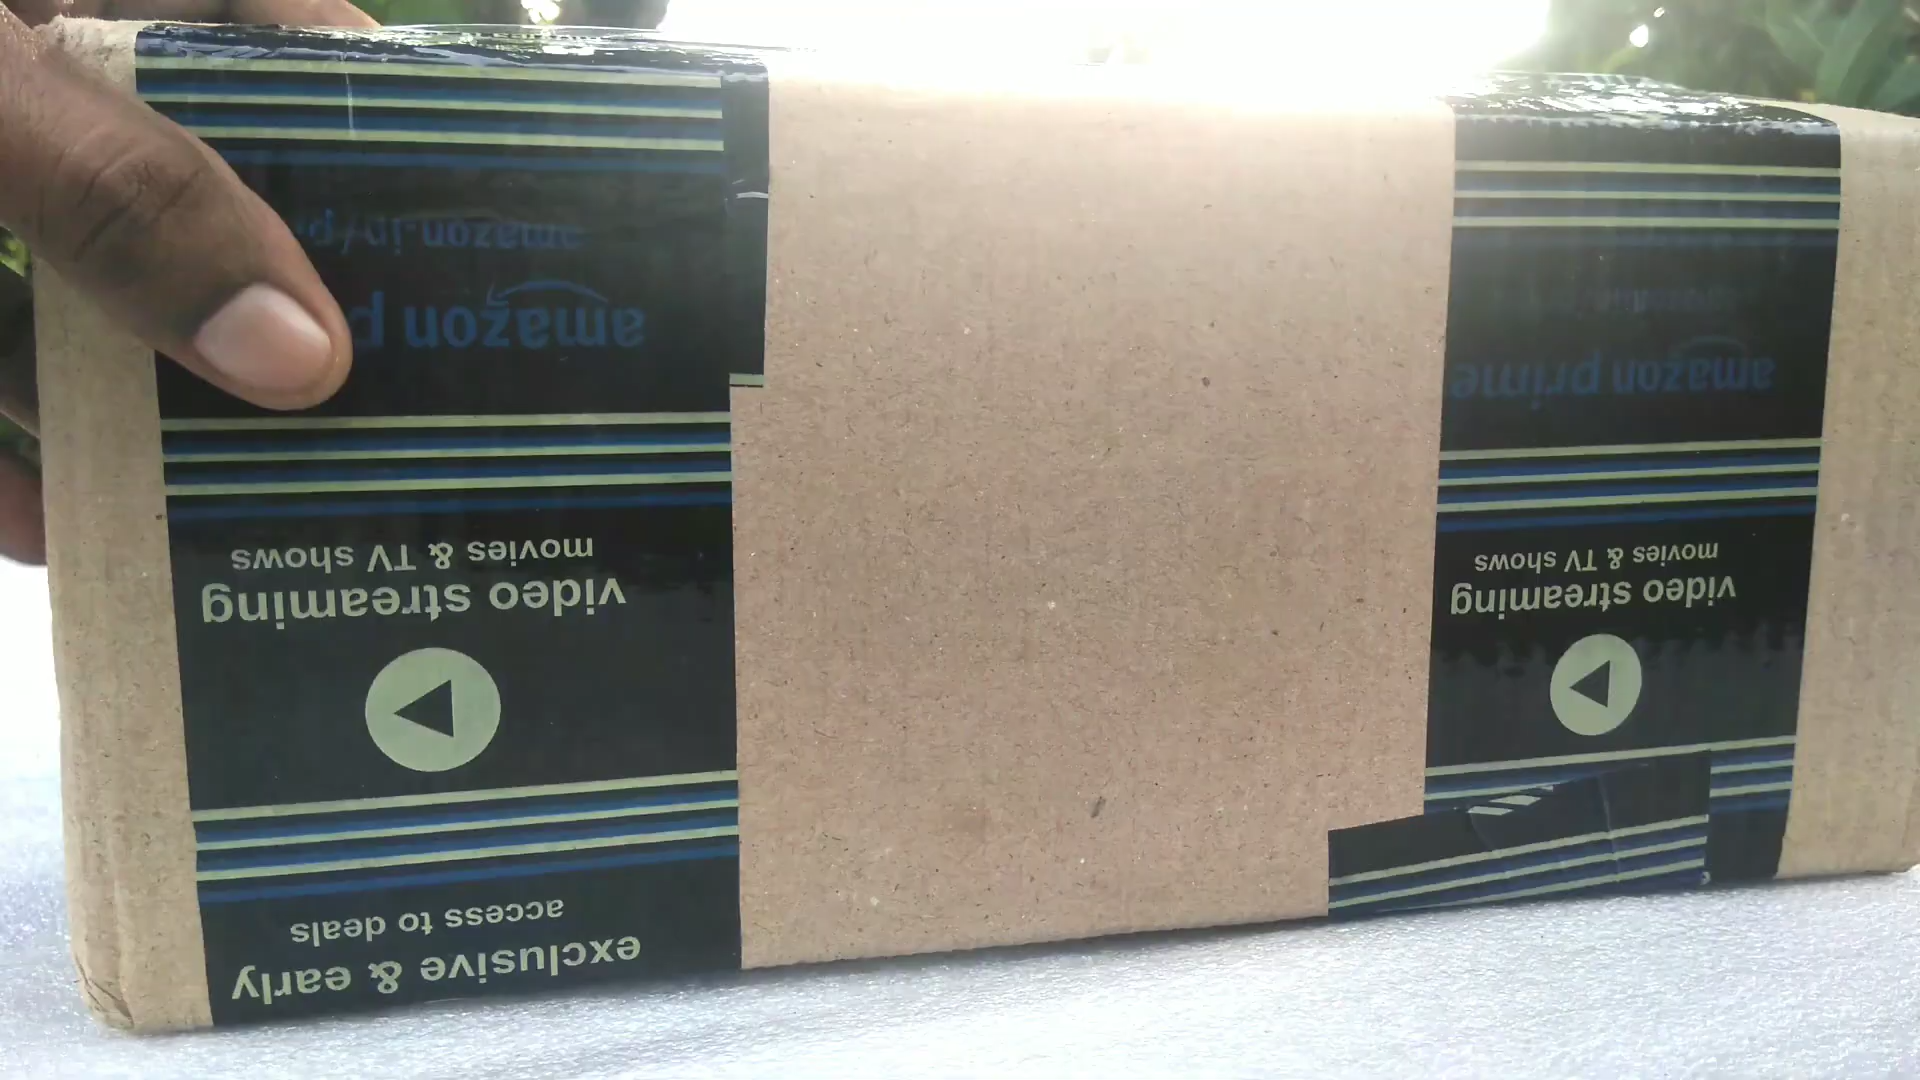 exclusive & early
access to deals
video streaming
movies & TV shows
amazon
amazon.in/
video streaming
movies & TV shows
amazon prime